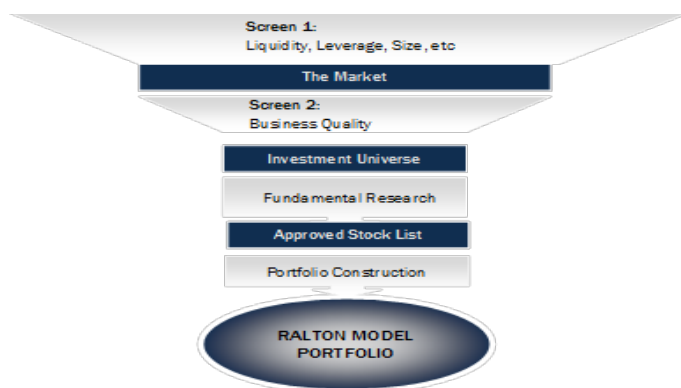 Screen 1:
Liquidity, Leverage, Size, etc
The Market
Screen 2:
Business Quality
Investment Universe
Fundamental Research
Approved Stock List
Portfolio Construction
RALTON MODEL
PORTFOLIO